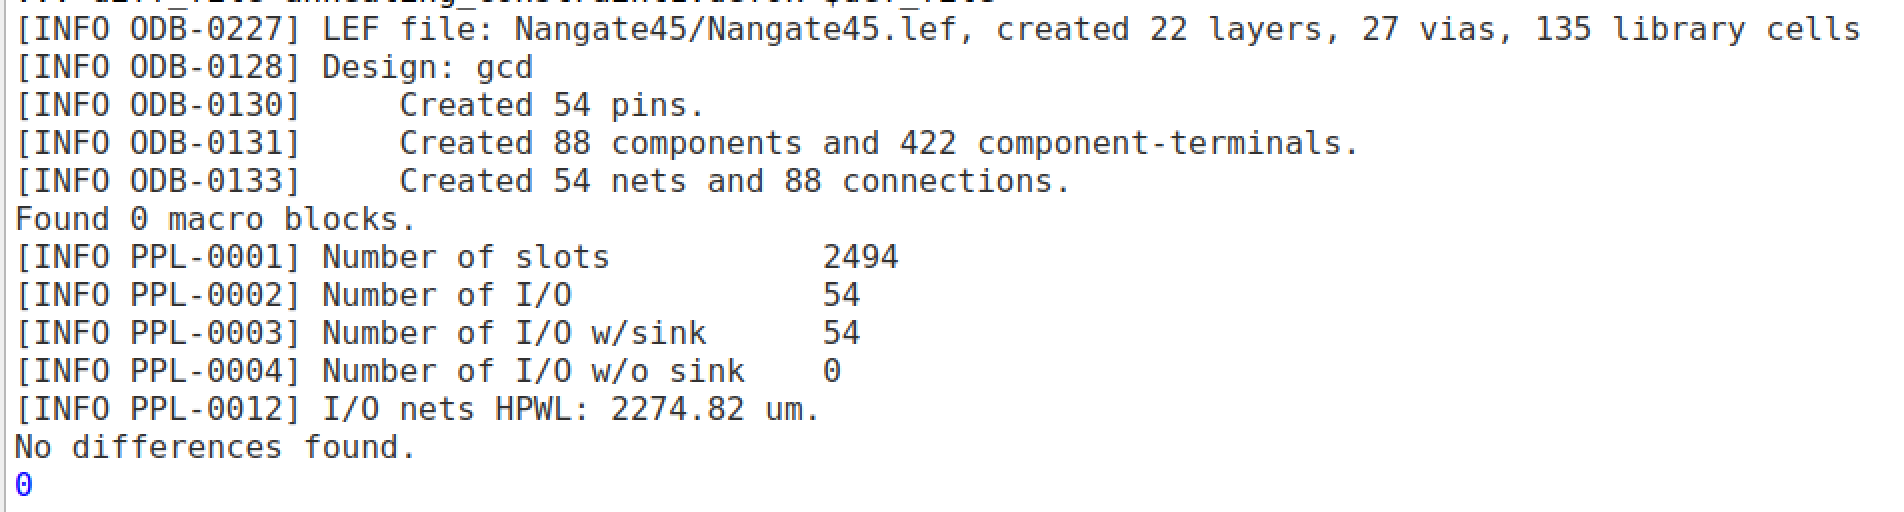 [INFO ODB-0227] LEF file: Nangate45/Nangate45.lef, created 22 layers, 27 vias, 135 library cells
[INFO ODB-0128] Design: gcd
[INFO ODB-0130]     Created 54 pins.
[INFO ODB-0131]     Created 88 components and 422 component-terminals.
[INFO ODB-0133]     Created 54 nets and 88 connections.
Found 0 macro blocks.
[INFO PPL-0001] Number of slots           2494
[INFO PPL-0002] Number of I/O             54
[INFO PPL-0003] Number of I/O w/sink      54
[INFO PPL-0004] Number of I/O w/o sink    0
[INFO PPL-0012] I/O nets HPWL: 2274.82 um.
No differences found.
0